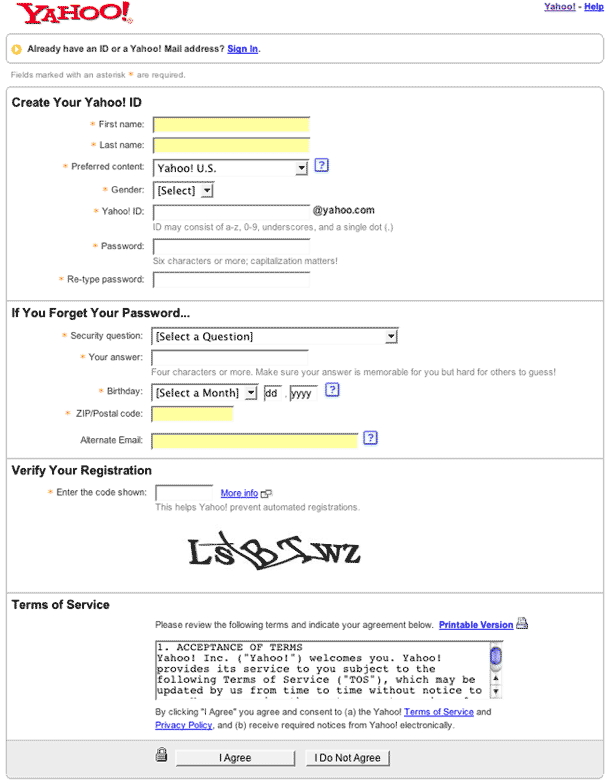 YAHOO!
Yahoo! - Help
Already have an ID or a Yahoo! Mail address? Sign In.
Fields marked with an asterisk * are required.
Create Your Yahoo! ID
* First name:
* Last name:
* Preferred content: Yahoo! U.S. ?
* Gender: [Select]
* Yahoo! ID: @yahoo.com
ID may consist of a-z, 0-9, underscores, and a single dot (.)
* Password:
Six characters or more; capitalization matters!
* Re-type password:
If You Forget Your Password...
* Security question: [Select a Question]
* Your answer:
Four characters or more. Make sure your answer is memorable for you but hard for others to guess!
* Birthday: [Select a Month] dd , yyyy ?
* ZIP/Postal code:
Alternate Email: ?
Verify Your Registration
* Enter the code shown: More info
This helps Yahoo! prevent automated registrations.
Terms of Service
Please review the following terms and indicate your agreement below. Printable Version
1. ACCEPTANCE OF TERMS
Yahoo! Inc. ("Yahoo!") welcomes you. Yahoo!
provides its service to you subject to the
following Terms of Service ("TOS"), which may be
updated by us from time to time without notice to
By clicking "I Agree" you agree and consent to (a) the Yahoo! Terms of Service and
Privacy Policy, and (b) receive required notices from Yahoo! electronically.
I Agree I Do Not Agree